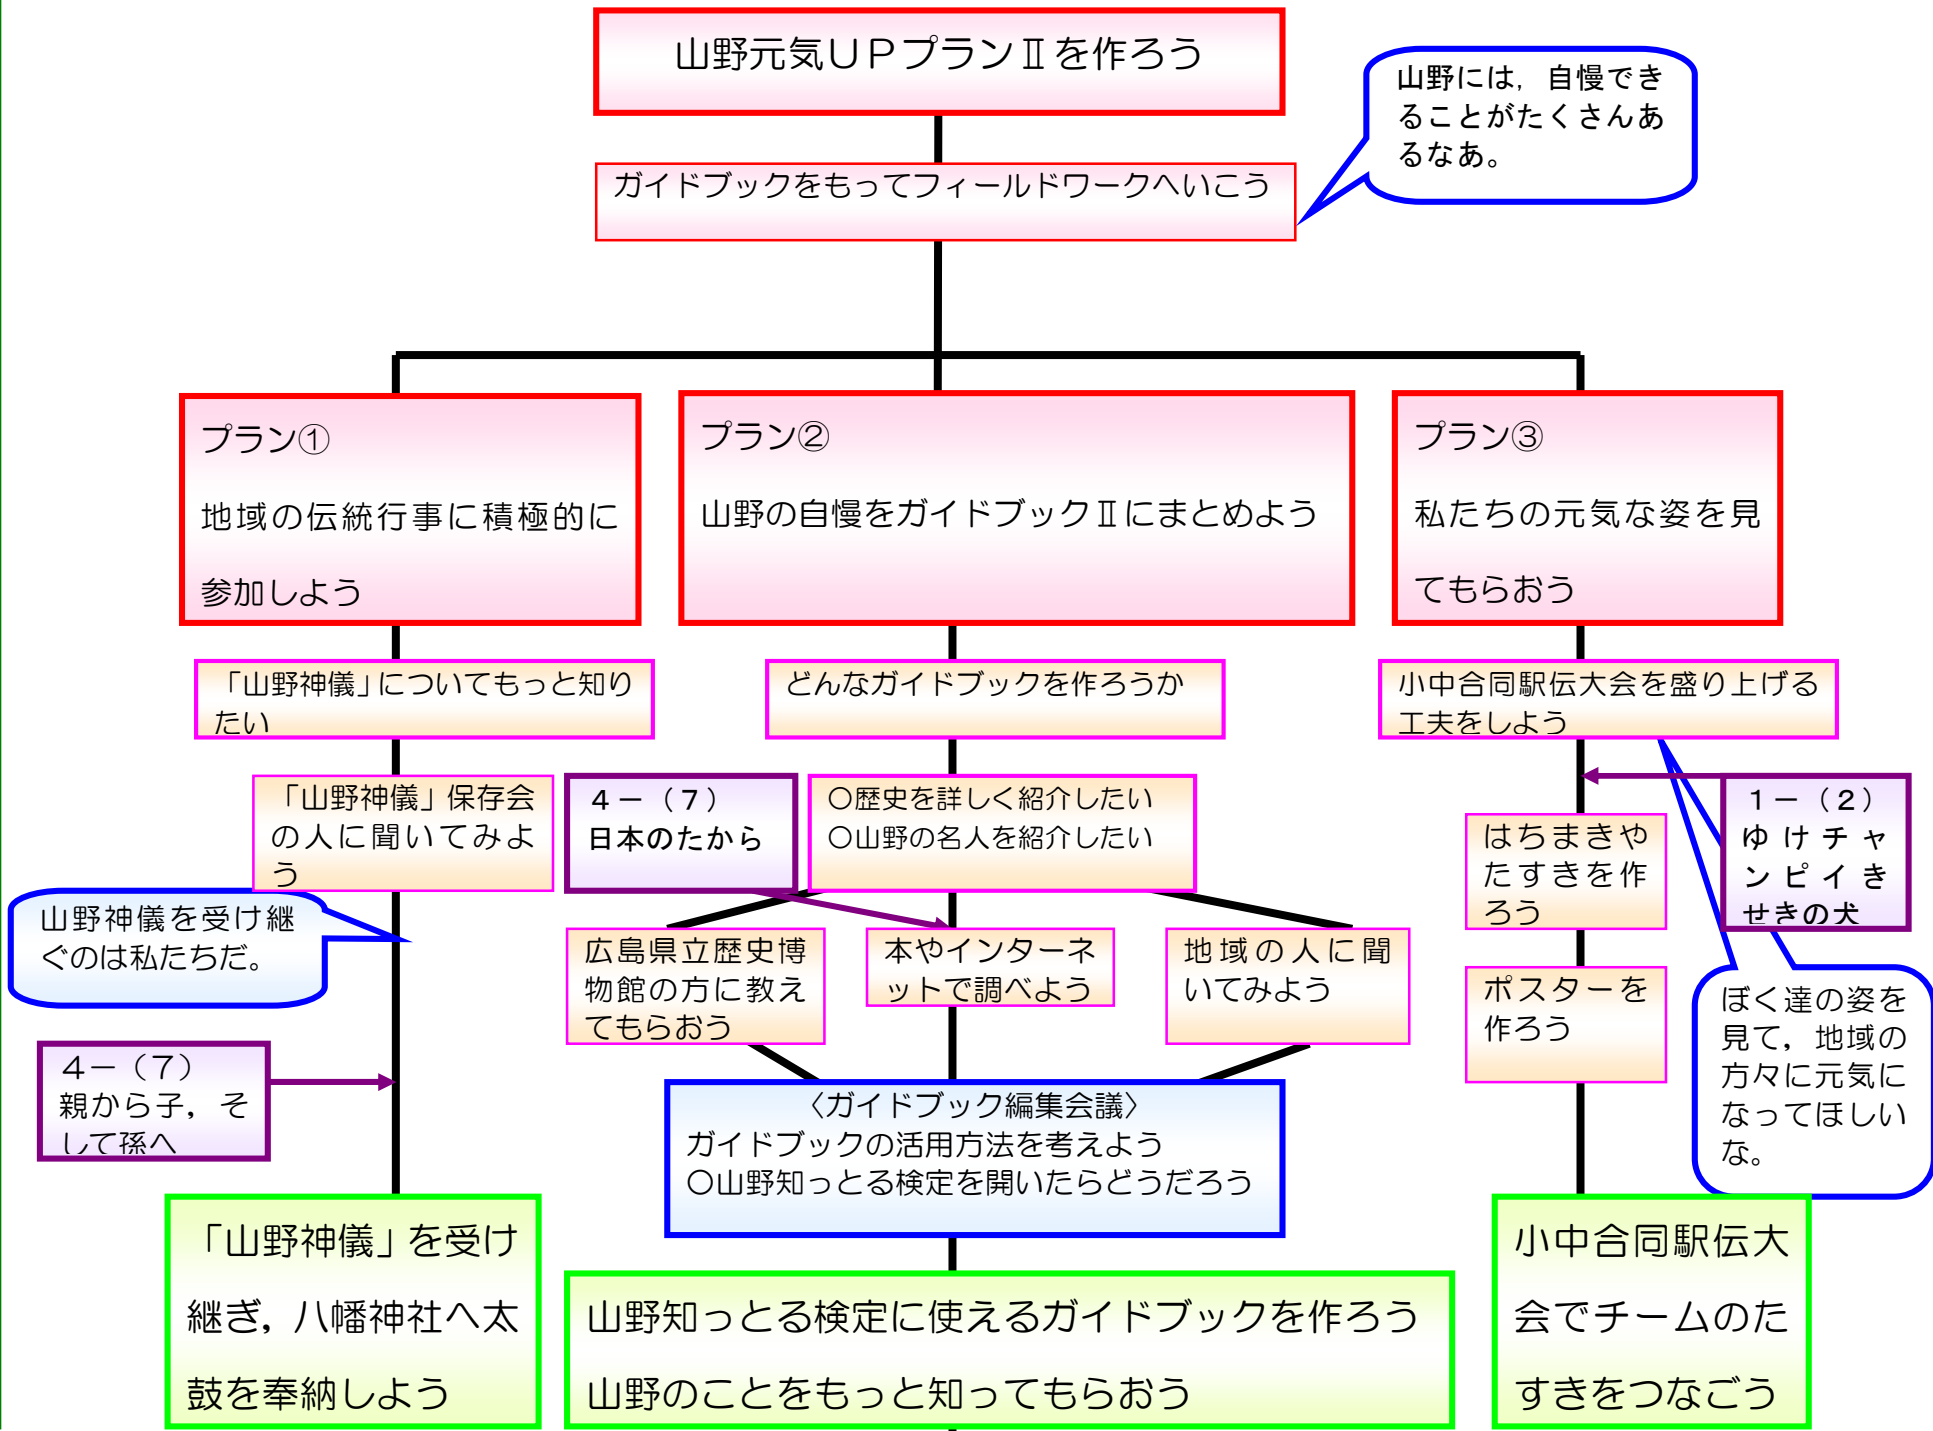 山野元気UPプランⅡを作ろう
山野には，自慢でき
ることがたくさんあ
るなあ。
ガイドブックをもってフィールドワークへいこう
プラン①
地域の伝統行事に積極的に
参加しよう
プラン②
山野の自慢をガイドブックⅡにまとめよう
プラン③
私たちの元気な姿を見
てもらおう
「山野神儀」についてもっと知り
たい
どんなガイドブックを作ろうか
小中合同駅伝大会を盛り上げる
工夫をしよう
「山野神儀」保存会
の人に聞いてみよ
う
４－（７）
日本のたから
○歴史を詳しく紹介したい
○山野の名人を紹介したい
はちまきや
たすきを作
ろう
１－（２）
ゆけチャ
ンピイき
せきの犬
山野神儀を受け継
ぐのは私たちだ。
広島県立歴史博
物館の方に教え
てもらおう
本やインターネ
ットで調べよう
地域の人に聞
いてみよう
ポスターを
作ろう
ぼく達の姿を
見て，地域の
方々に元気に
なってほしい
な。
４－（７）
親から子，そ
して孫へ
〈ガイドブック編集会議〉
ガイドブックの活用方法を考えよう
○山野知っとる検定を開いたらどうだろう
「山野神儀」を受け
継ぎ，八幡神社へ太
鼓を奉納しよう
山野知っとる検定に使えるガイドブックを作ろう
山野のことをもっと知ってもらおう
小中合同駅伝大
会でチームのた
すきをつなごう